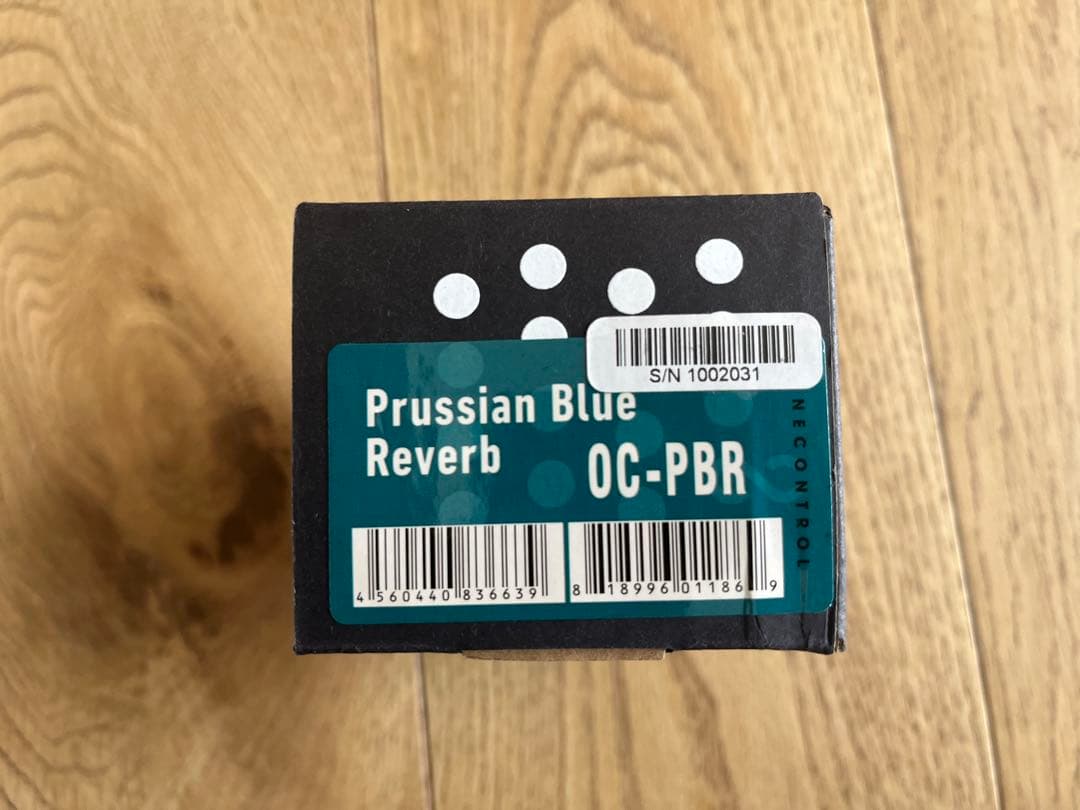 S/N 1002031
Prussian Blue
Reverb
OC-PBR
NECONTROL
4 560440 836639
8 18996 01186 9